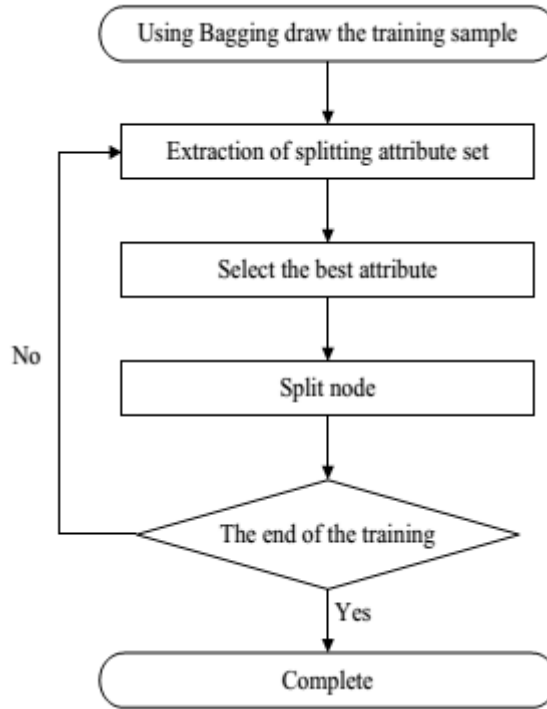 Using Bagging draw the training sample
Extraction of splitting attribute set
Select the best attribute
No
Split node
The end of the training
Yes
Complete